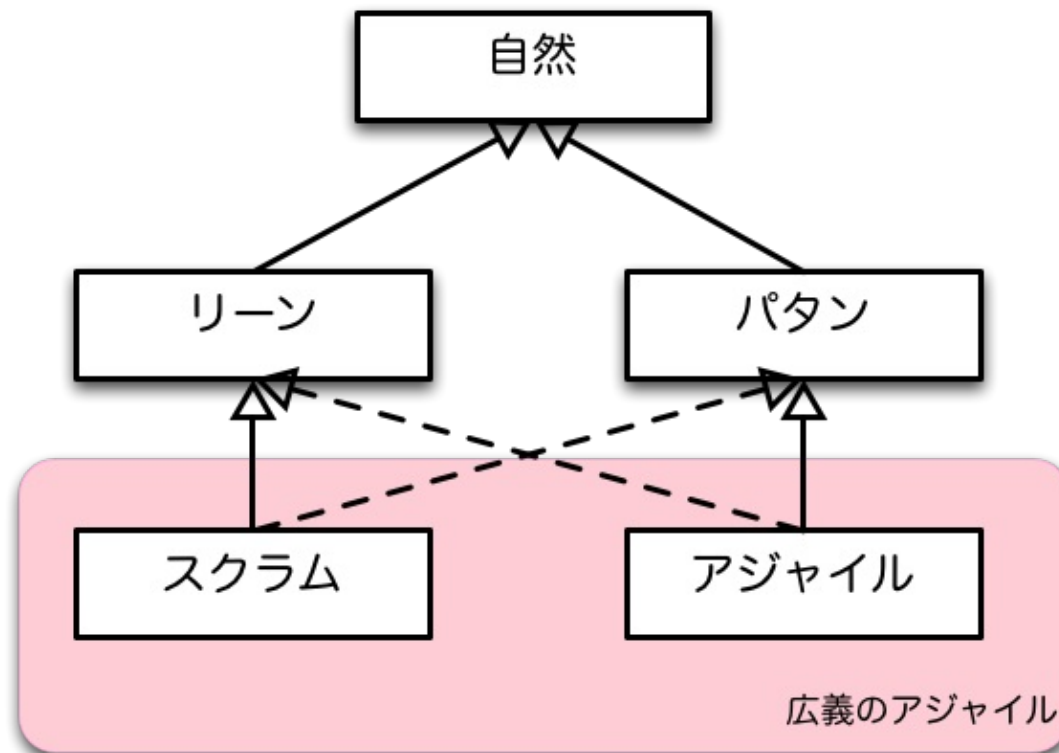 自然
リーン
パタン
スクラム
アジャイル
広義のアジャイル